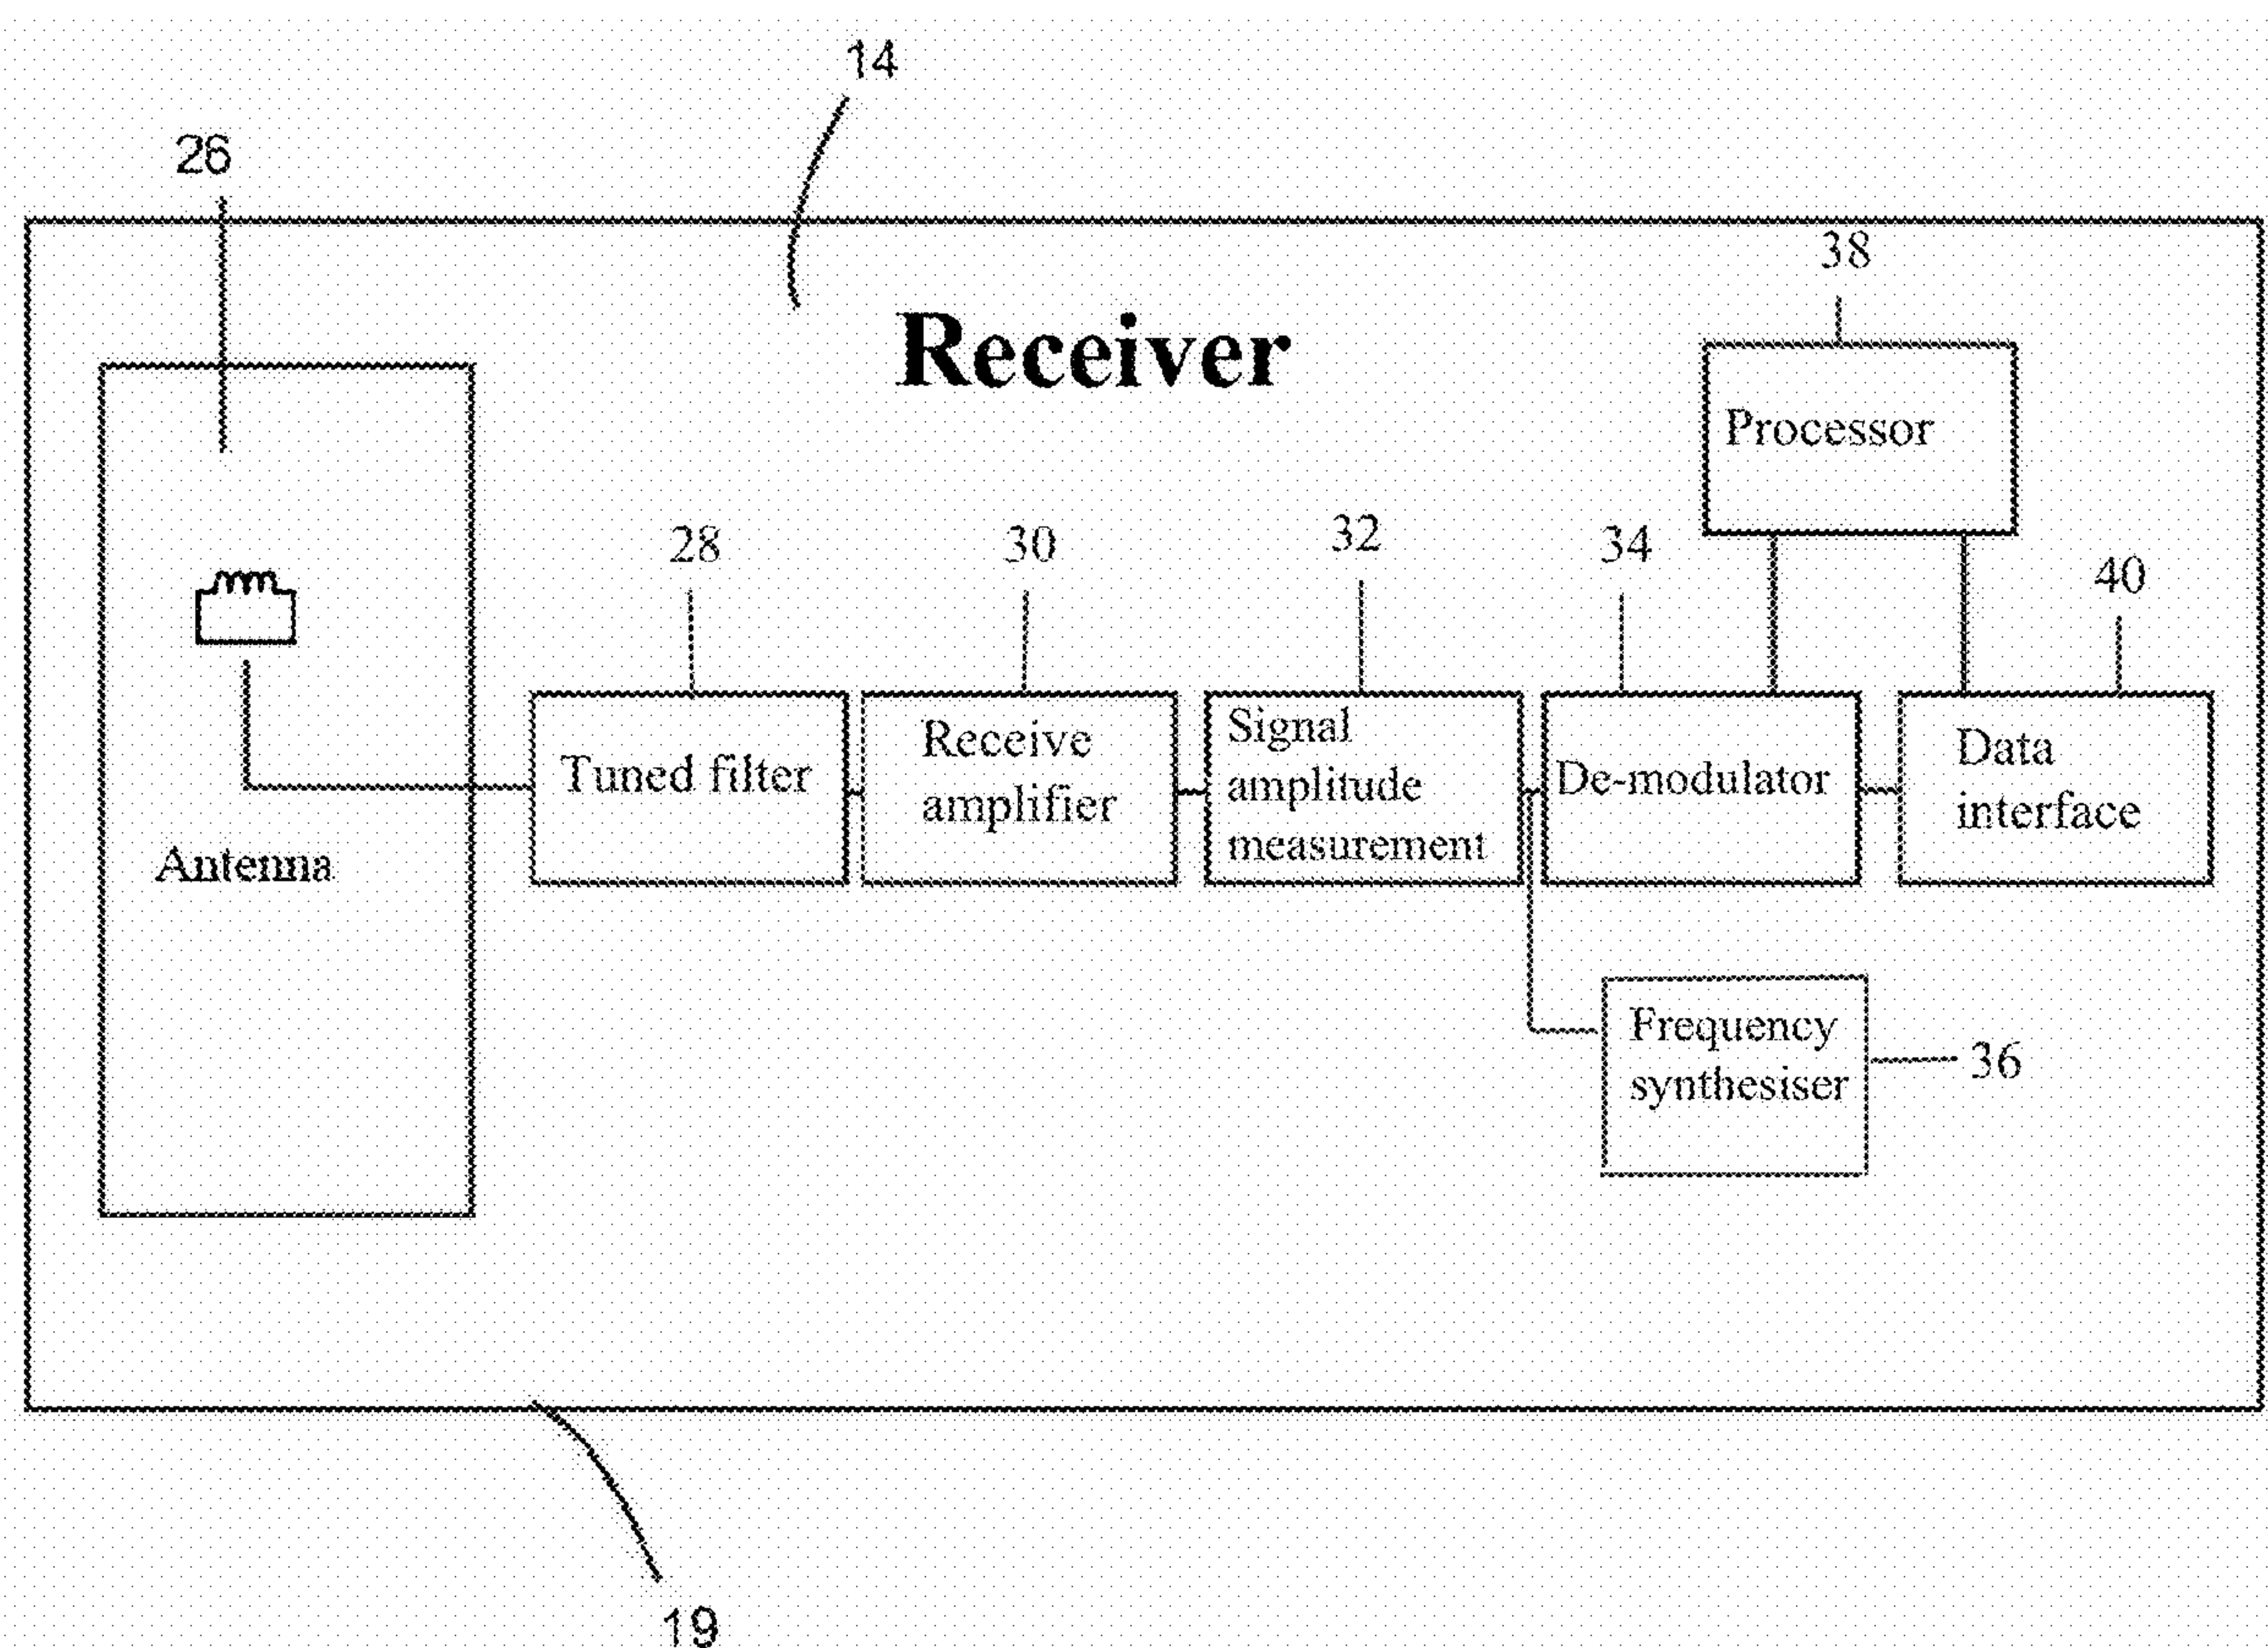 14
26
38
Receiver
Processor
28
30
32
34
40
Tuned filter
Receive
amplifier
Signal
amplitude
measurement
De-modulator
Data
interface
Antenna
Frequency
synthesiser
36
19